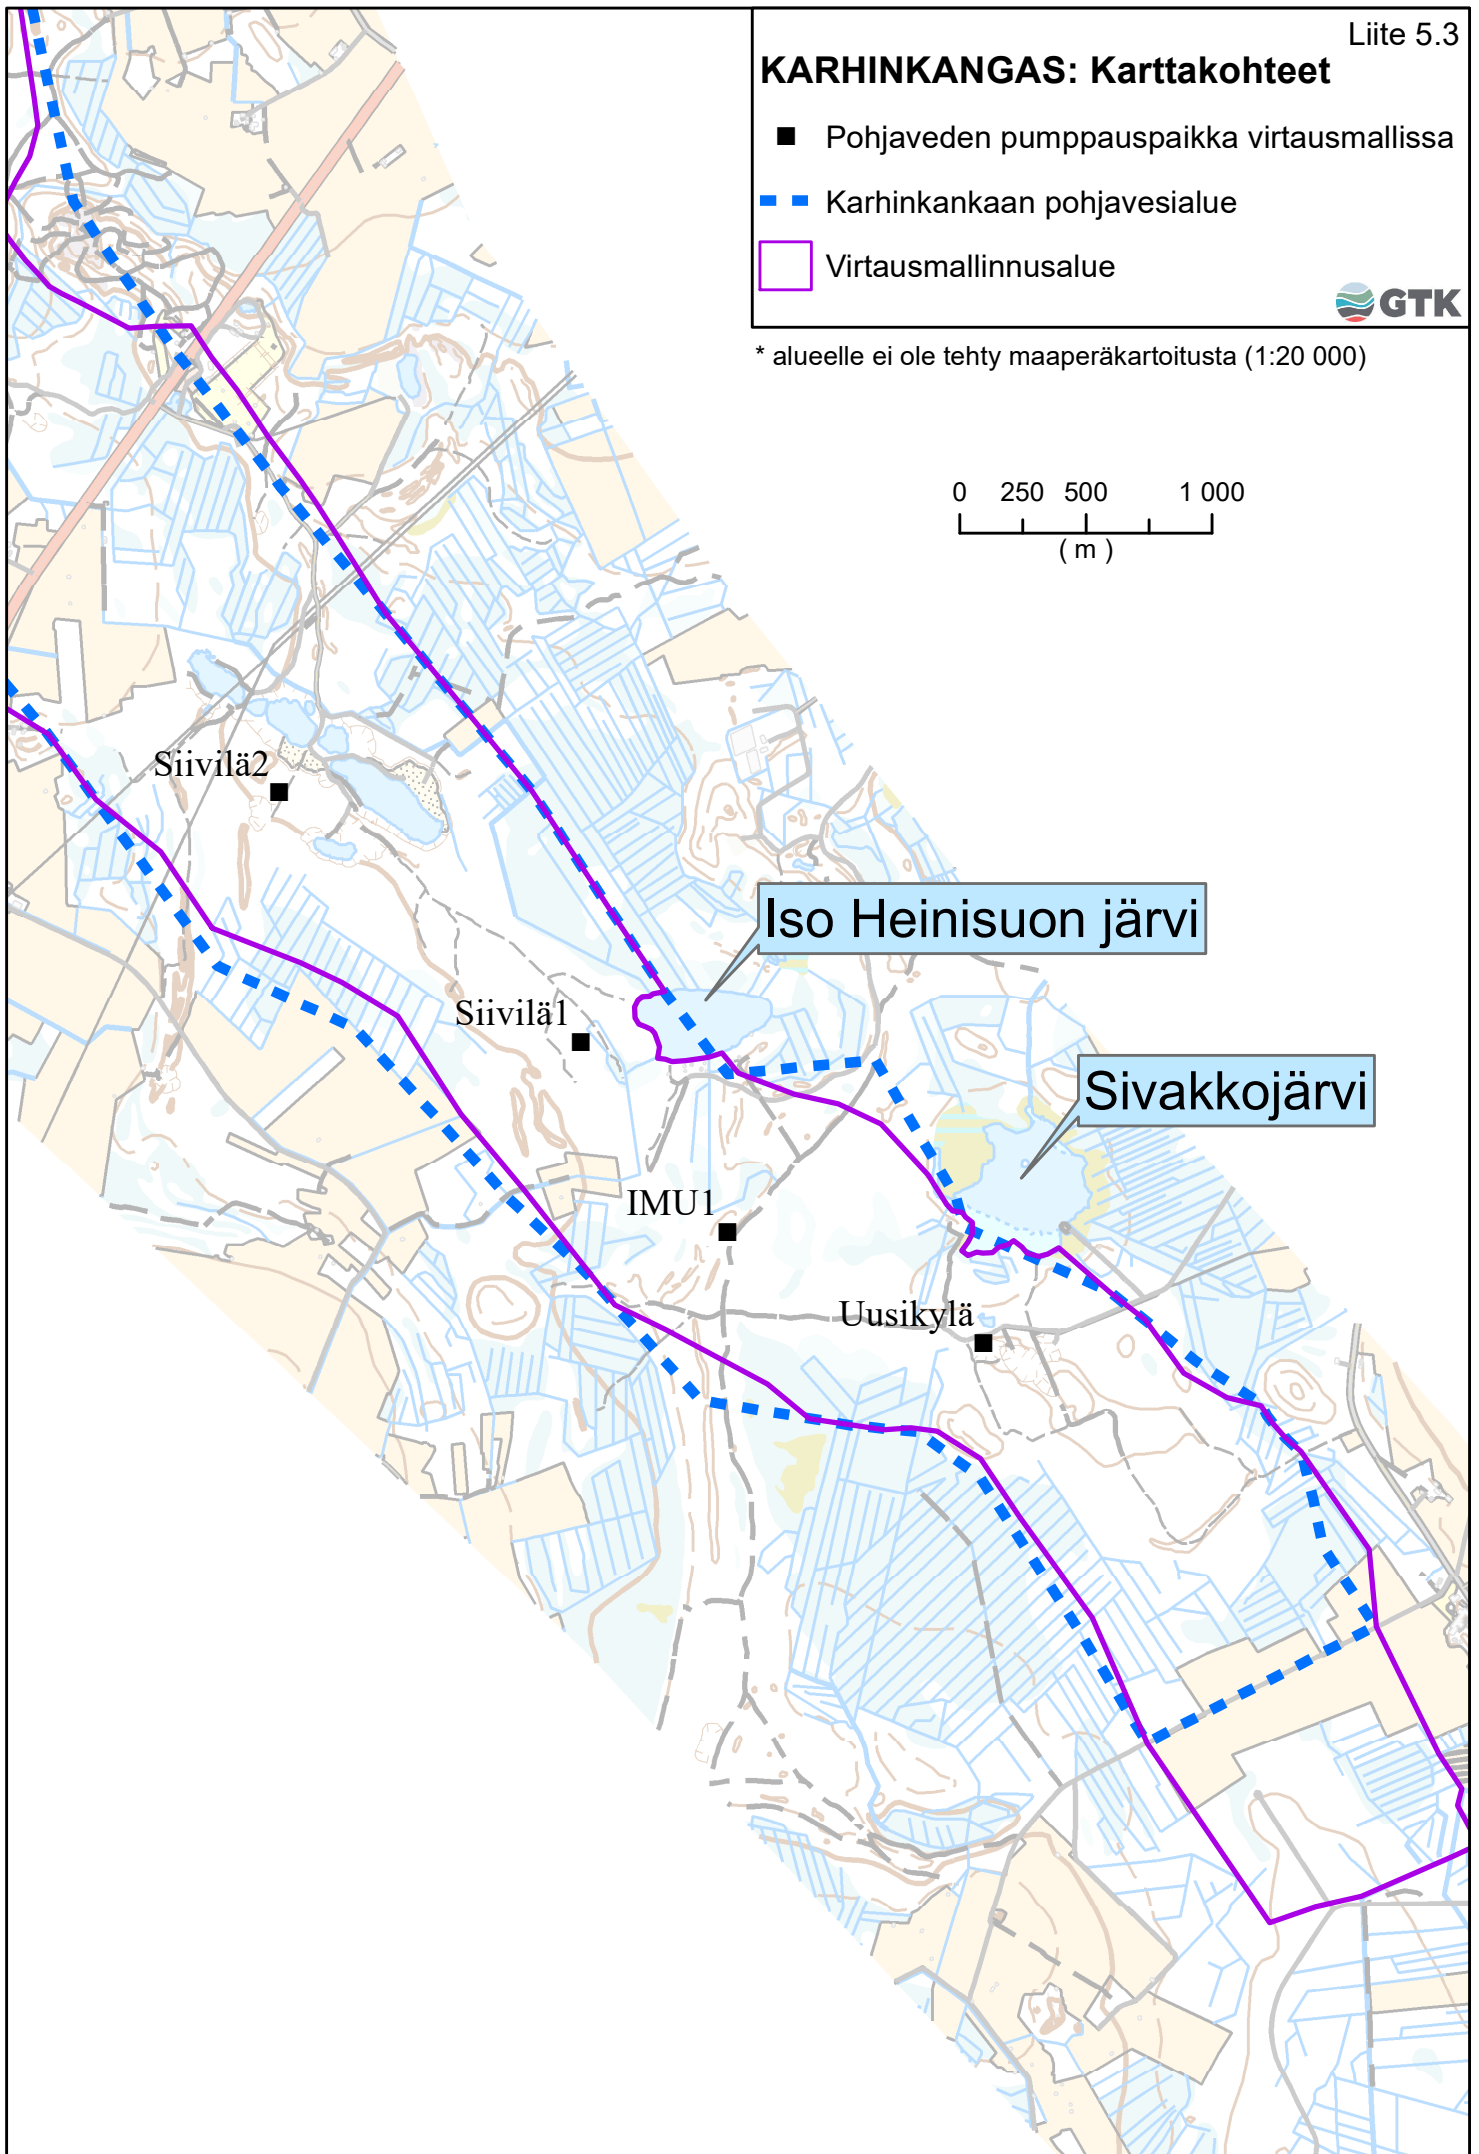 Liite 5.3
KARHINKANGAS: Karttakohteet
Pohjaveden pumppauspaikka virtausmallissa
Karhinkankaan pohjavesialue
Virtausmallinnusalue
GTK
* alueelle ei ole tehty maaperäkartoitusta (1:20 000)
0 250 500 1 000
( m )
Siivilä2
Iso Heinisuon järvi
Siivilä1
Sivakkojärvi
IMU1
Uusikylä